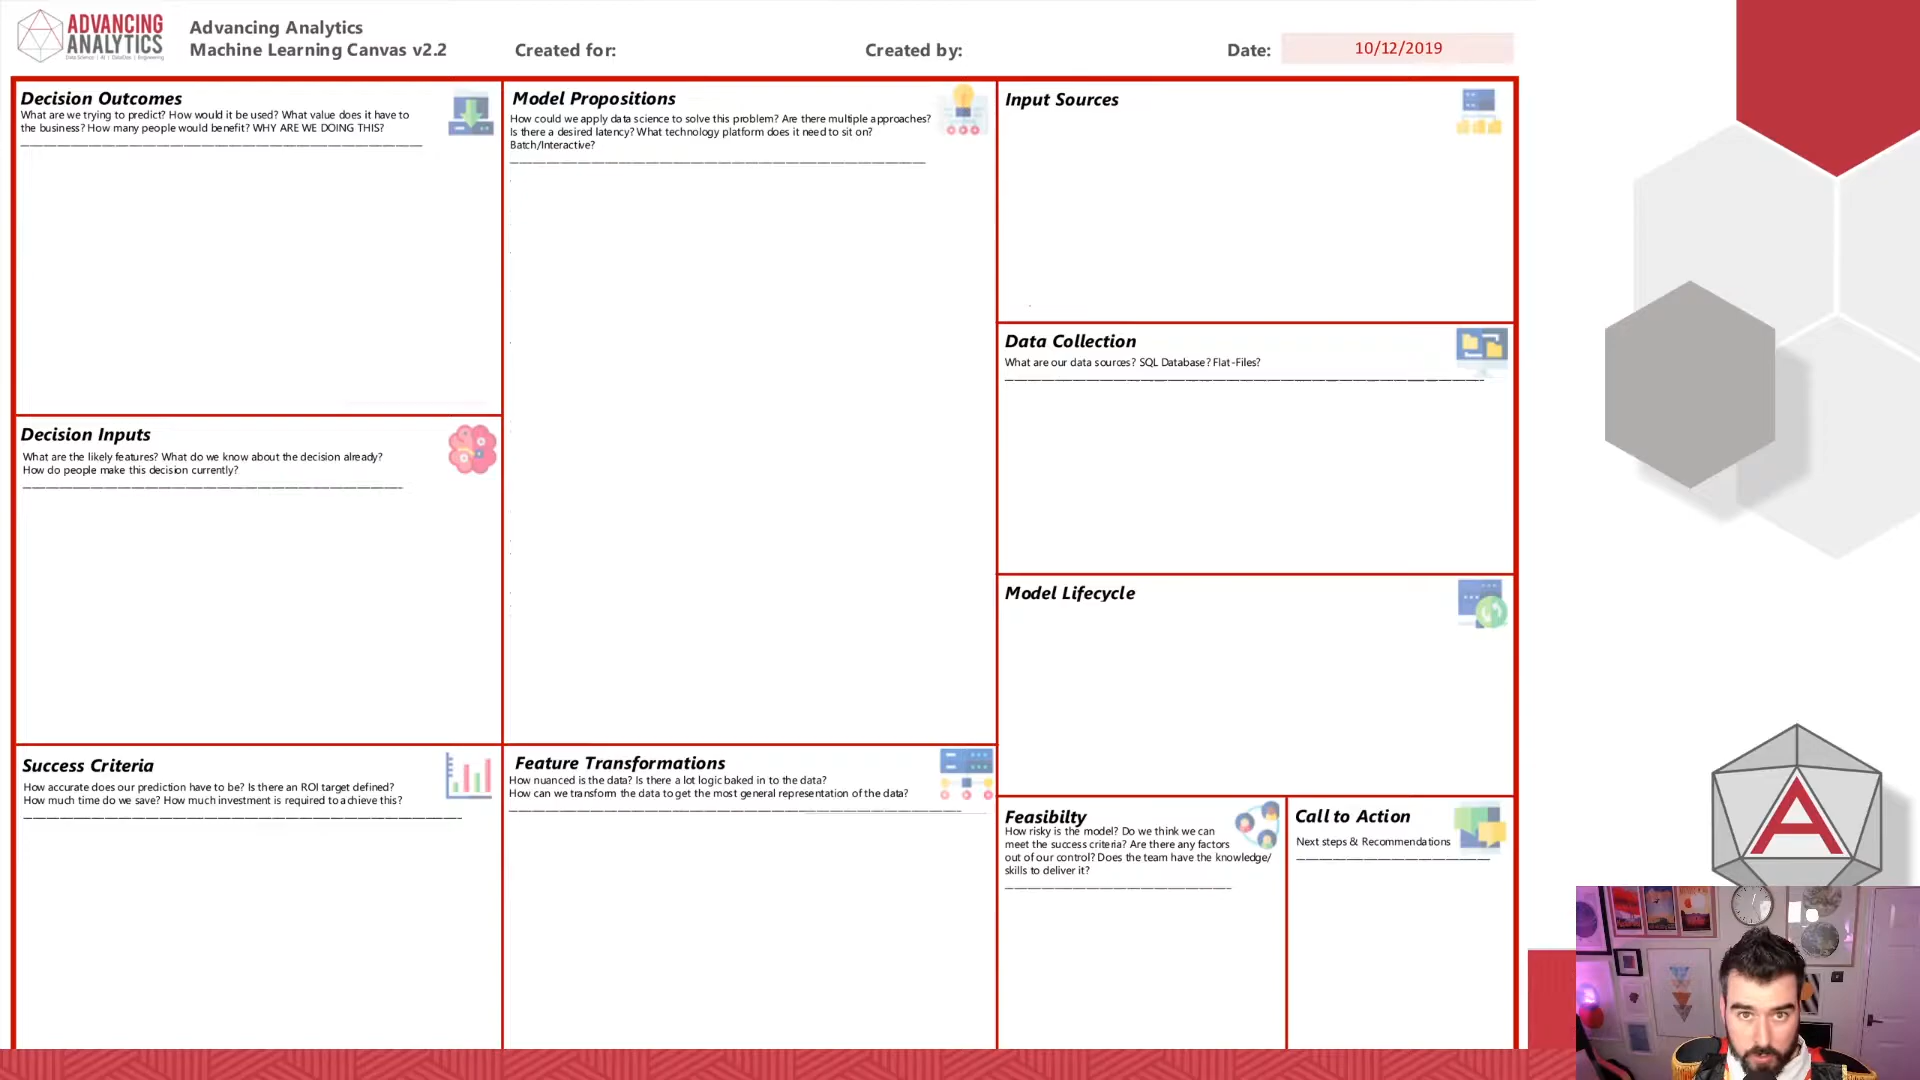 ADVANCING
ANALYTICS
Advancing Analytics
Machine Learning Canvas v2.2
Created for:
Created by:
Date:
10/12/2019
Decision Outcomes
What are we trying to predict? How would it be used? What value does it have to
the business? How many people would benefit? WHY ARE WE DOING THIS?
Decision Inputs
What are the likely features? What do we know about the decision already?
How do people make this decision currently?
Success Criteria
How accurate does our prediction have to be? Is there an ROI target defined?
How much time do we save? How much investment is required to achieve this?
Model Propositions
How could we apply data science to solve this problem? Are there multiple approaches?
Is there a desired latency? What technology platform does it need to sit on?
Batch/Interactive?
Feature Transformations
How nuanced is the data? Is there a lot logic baked in to the data?
How can we transform the data to get the most general representation of the data?
Input Sources
Data Collection
What are our data sources? SQL Database? Flat-Files?
Model Lifecycle
Feasibilty
How risky is the model? Do we think we can
meet the success criteria? Are there any factors
out of our control? Does the team have the knowledge/
skills to deliver it?
Call to Action
Next steps & Recommendations
A